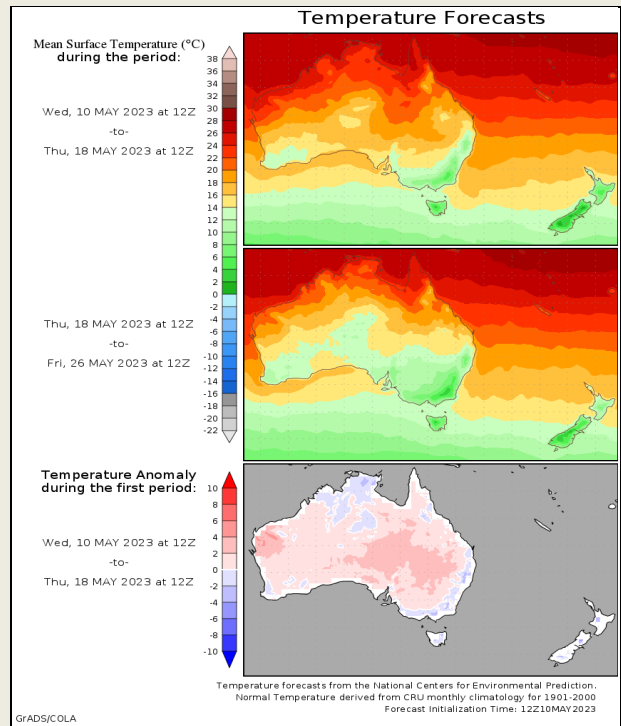 Temperature Forecasts
Mean Surface Temperature (°C)
during the period:
Wed, 10 MAY 2023 at 12Z
-to-
Thu, 18 MAY 2023 at 12Z
38
36
34
32
30
28
26
24
22
20
18
16
14
12
10
8
6
4
2
0
-2
-4
-6
-8
-10
-12
-14
-16
-18
-20
-22
Thu, 18 MAY 2023 at 12Z
-to-
Fri, 26 MAY 2023 at 12Z
Temperature Anomaly
during the first period:
Wed, 10 MAY 2023 at 12Z
-to-
Thu, 18 MAY 2023 at 12Z
10
8
6
4
2
0
-2
-4
-6
-8
-10
Temperature forecasts from the National Centers for Environmental Prediction.
Normal Temperature derived from CRU monthly climatology for 1901-2000
Forecast Initialization Time: 12Z10MAY2023
GrADS/COLA